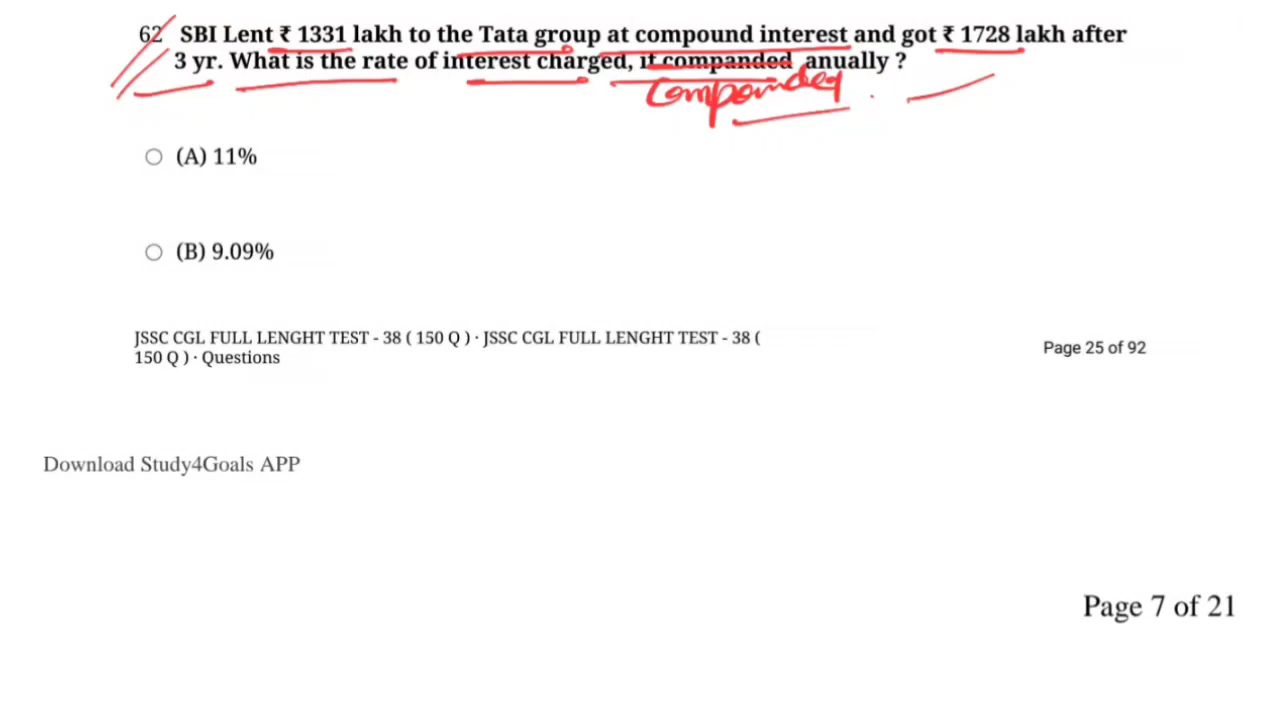 62 SBI Lent ₹ 1331 lakh to the Tata group at compound interest and got ₹ 1728 lakh after
3 yr. What is the rate of interest charged, it companded anually ?
Compounded
(A) 11%
(B) 9.09%
JSSC CGL FULL LENGHT TEST - 38 ( 150 Q ) · JSSC CGL FULL LENGHT TEST - 38 (
150 Q ) · Questions
Page 25 of 92
Download Study4Goals APP
Page 7 of 21